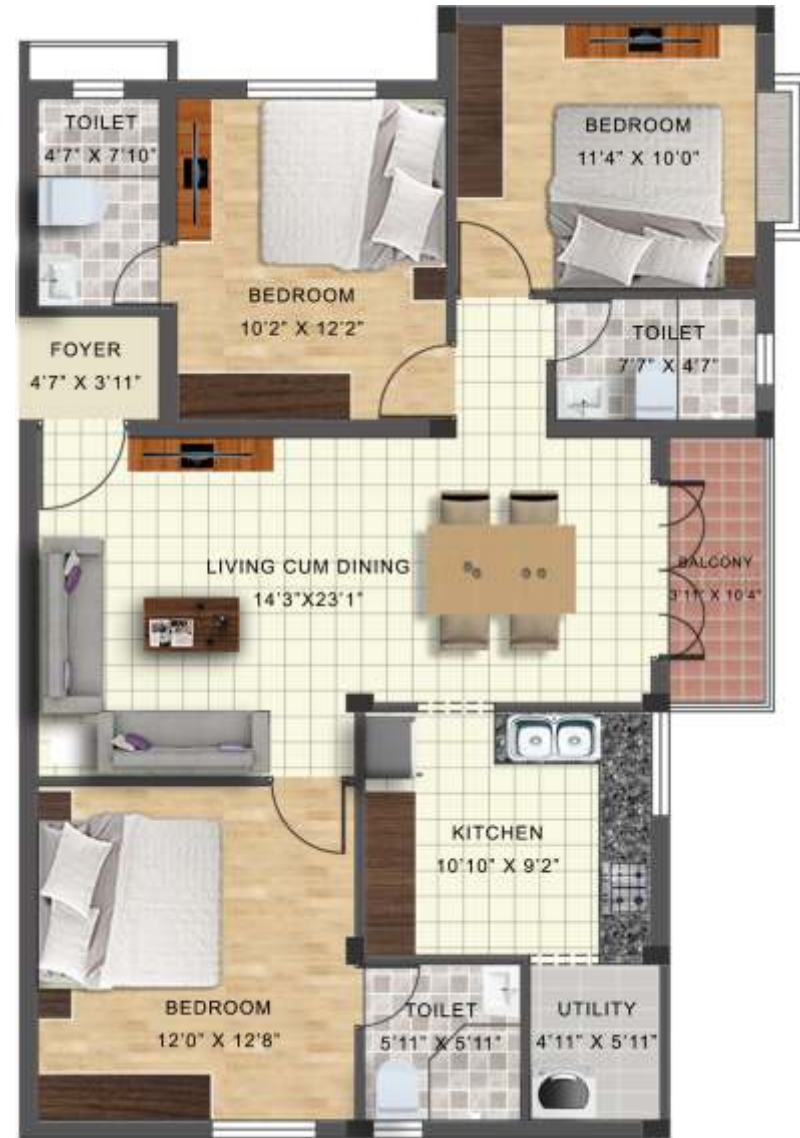 TOILET
4'7" X 7'10"
BEDROOM
11'4" X 10'0"
BEDROOM
10'2" X 12'2"
FOYER
4'7" X 3'11"
TOILET
7'7" X 4'7"
LIVING CUM DINING
14'3"X23'1"
BALCONY
3'11" X 10'4"
KITCHEN
10'10" X 9'2"
BEDROOM
12'0" X 12'8"
TOILET
5'11" X 5'11"
UTILITY
4'11" X 5'11"